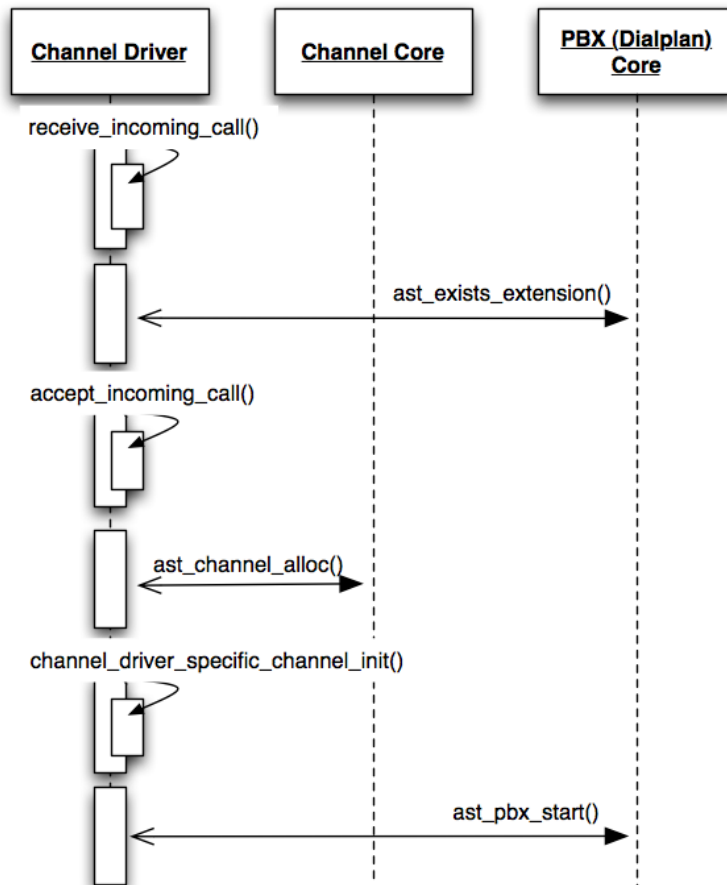 Channel Driver
Channel Core
PBX (Dialplan)
Core
receive_incoming_call()
ast_exists_extension()
accept_incoming_call()
ast_channel_alloc()
channel_driver_specific_channel_init()
ast_pbx_start()